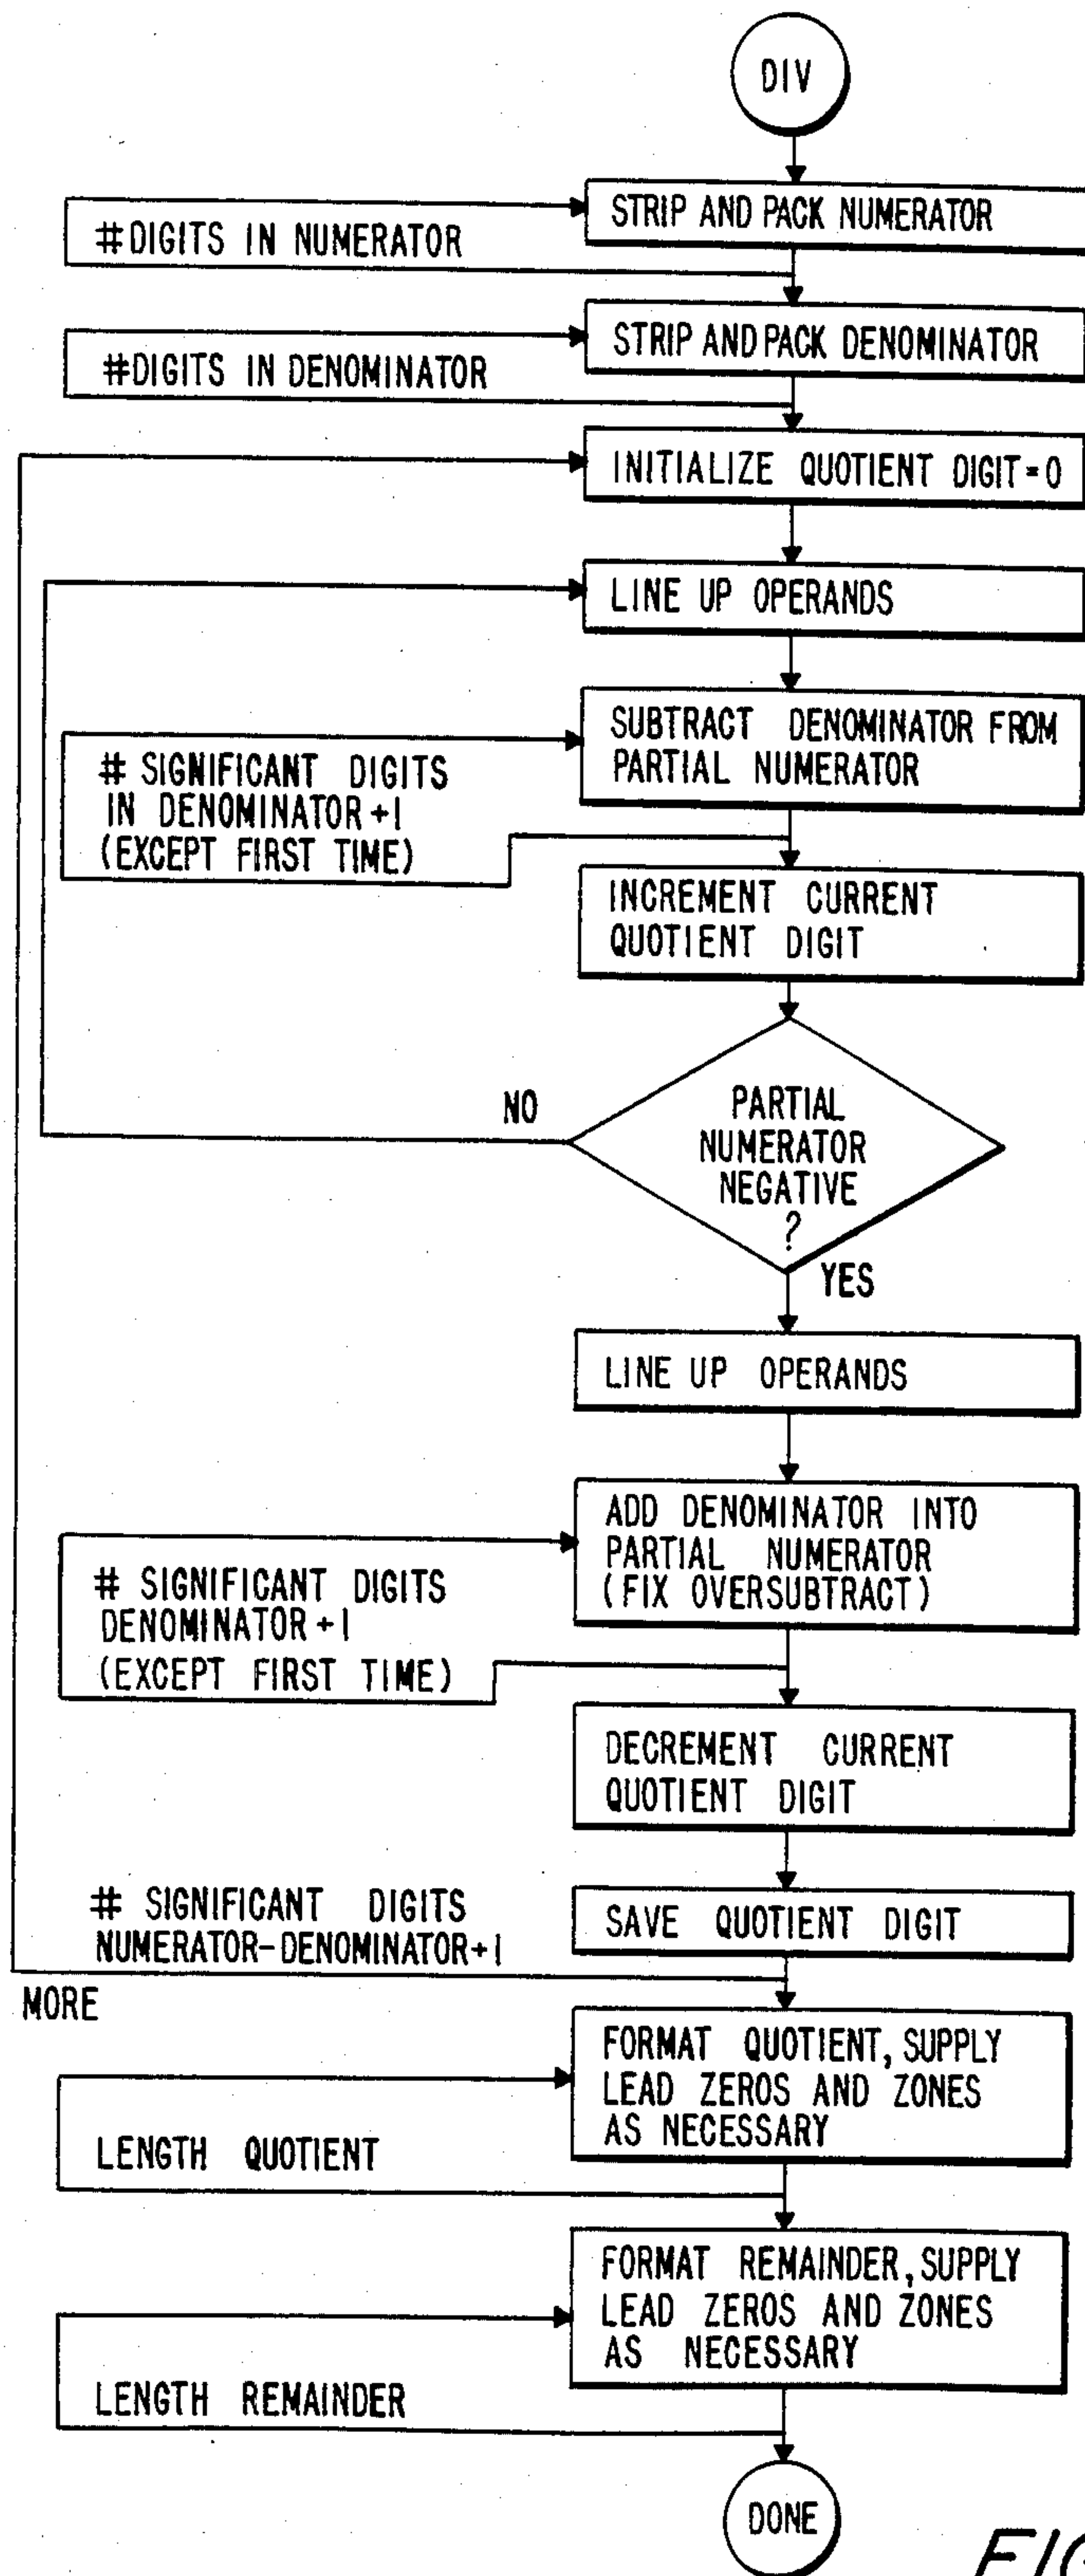 DIV
STRIP AND PACK NUMERATOR
#DIGITS IN NUMERATOR
STRIP AND PACK DENOMINATOR
#DIGITS IN DENOMINATOR
INITIALIZE QUOTIENT DIGIT=0
LINE UP OPERANDS
SUBTRACT DENOMINATOR FROM
PARTIAL NUMERATOR
# SIGNIFICANT DIGITS
IN DENOMINATOR+1
(EXCEPT FIRST TIME)
INCREMENT CURRENT
QUOTIENT DIGIT
NO
PARTIAL
NUMERATOR
NEGATIVE
?
YES
LINE UP OPERANDS
ADD DENOMINATOR INTO
PARTIAL NUMERATOR
(FIX OVERSUBTRACT)
# SIGNIFICANT DIGITS
DENOMINATOR+1
(EXCEPT FIRST TIME)
DECREMENT CURRENT
QUOTIENT DIGIT
SAVE QUOTIENT DIGIT
# SIGNIFICANT DIGITS
NUMERATOR-DENOMINATOR+1
MORE
FORMAT QUOTIENT, SUPPLY
LEAD ZEROS AND ZONES
AS NECESSARY
LENGTH QUOTIENT
FORMAT REMAINDER, SUPPLY
LEAD ZEROS AND ZONES
AS NECESSARY
LENGTH REMAINDER
DONE